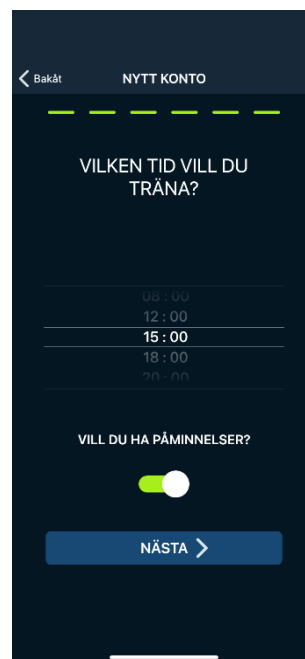 Bakåt
NYTT KONTO
VILKEN TID VILL DU
TRÄNA?
08 : 00
12 : 00
15 : 00
18 : 00
20 : 00
VILL DU HA PÅMINNELSER?
NÄSTA